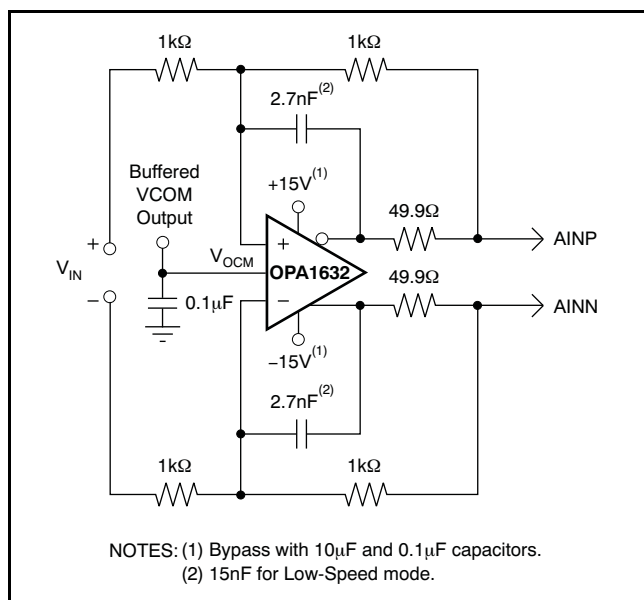 1kΩ
1kΩ
2.7nF(2)
Buffered
VCOM
Output
+15V(1)
49.9Ω
+
+
AINP
VIN
VOCM
OPA1632
49.9Ω
−
−
AINN
0.1μF
−15V(1)
2.7nF(2)
1kΩ
1kΩ
NOTES: (1) Bypass with 10μF and 0.1μF capacitors.
(2) 15nF for Low-Speed mode.